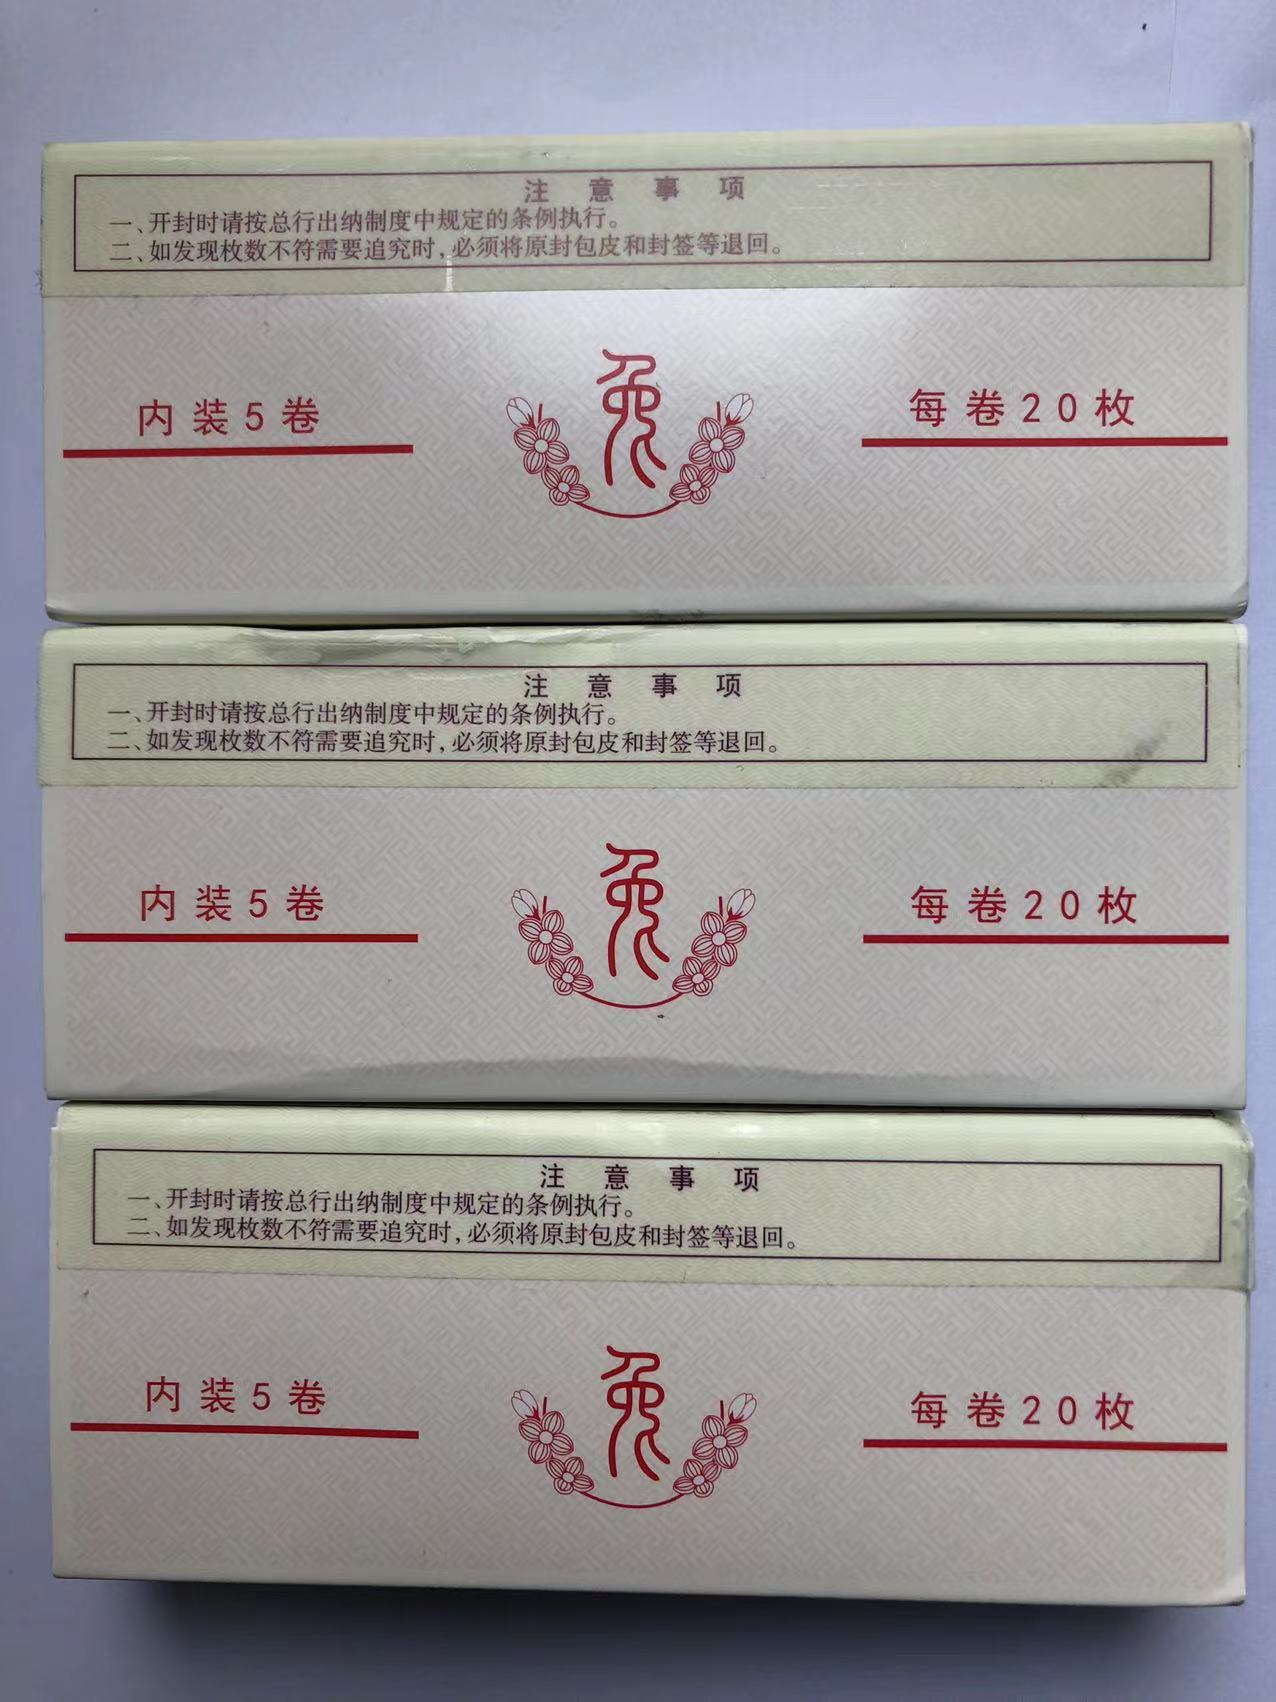 注意事项
一、开封时请按总行出纳制度中规定的条例执行。
二、如发现枚数不符需要追究时,必须将原封包皮和封签等退回。
兔
内装5卷
每卷20枚
注意事项
一、开封时请按总行出纳制度中规定的条例执行。
二、如发现枚数不符需要追究时,必须将原封包皮和封签等退回。
兔
内装5卷
每卷20枚
注意事项
一、开封时请按总行出纳制度中规定的条例执行。
二、如发现枚数不符需要追究时,必须将原封包皮和封签等退回。
兔
内装5卷
每卷20枚